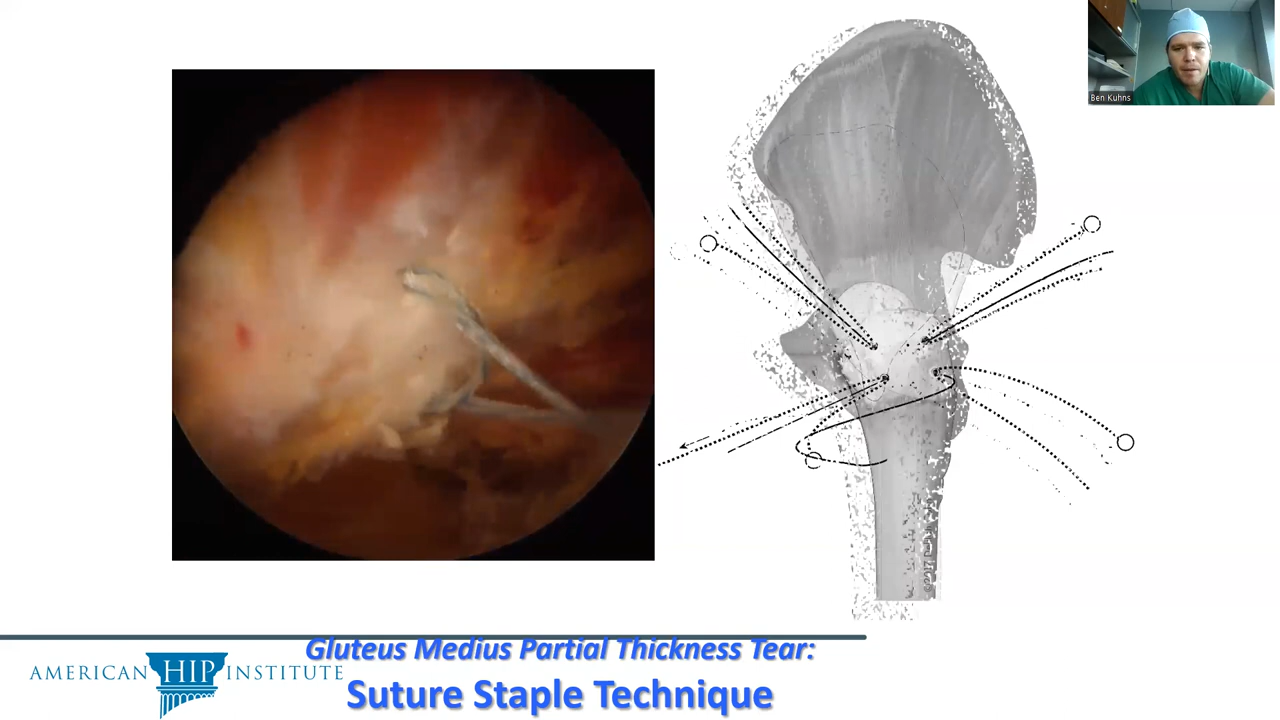 Ben Kuhns
Gluteus Medius Partial Thickness Tear:
AMERICAN HIP INSTITUTE
Suture Staple Technique